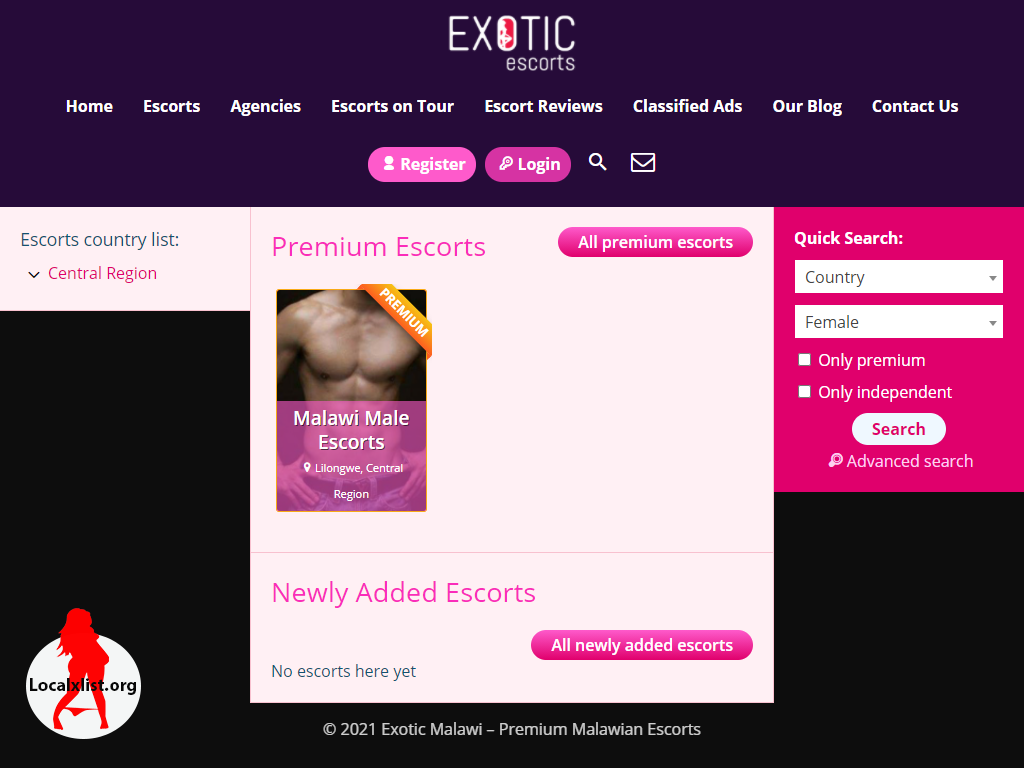 EXOTIC
escorts
Home Escorts Agencies Escorts on Tour Escort Reviews Classified Ads Our Blog Contact Us
Register Login
Escorts country list:
Central Region
Premium Escorts
All premium escorts
PREMIUM
Malawi Male
Escorts
Lilongwe, Central
Region
Newly Added Escorts
All newly added escorts
No escorts here yet
Quick Search:
Country
Female
Only premium
Only independent
Search
Advanced search
Localxlist.org
© 2021 Exotic Malawi – Premium Malawian Escorts